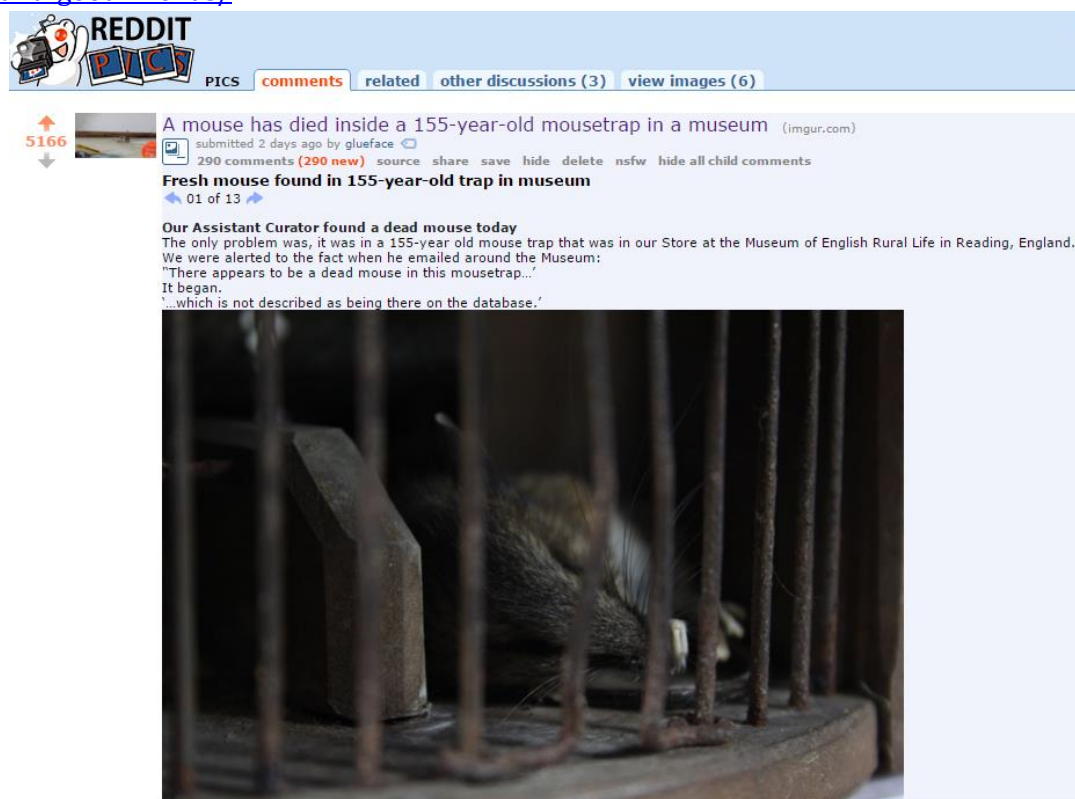 REDDIT
PICS
PICS comments related other discussions (3) view images (6)
5166
A mouse has died inside a 155-year-old mousetrap in a museum (imgur.com)
submitted 2 days ago by glueface
290 comments (290 new) source share save hide delete nsfw hide all child comments
Fresh mouse found in 155-year-old trap in museum
01 of 13
Our Assistant Curator found a dead mouse today
The only problem was, it was in a 155-year old mouse trap that was in our Store at the Museum of English Rural Life in Reading, England.
We were alerted to the fact when he emailed around the Museum:
"There appears to be a dead mouse in this mousetrap…’
It began.
‘…which is not described as being there on the database.’